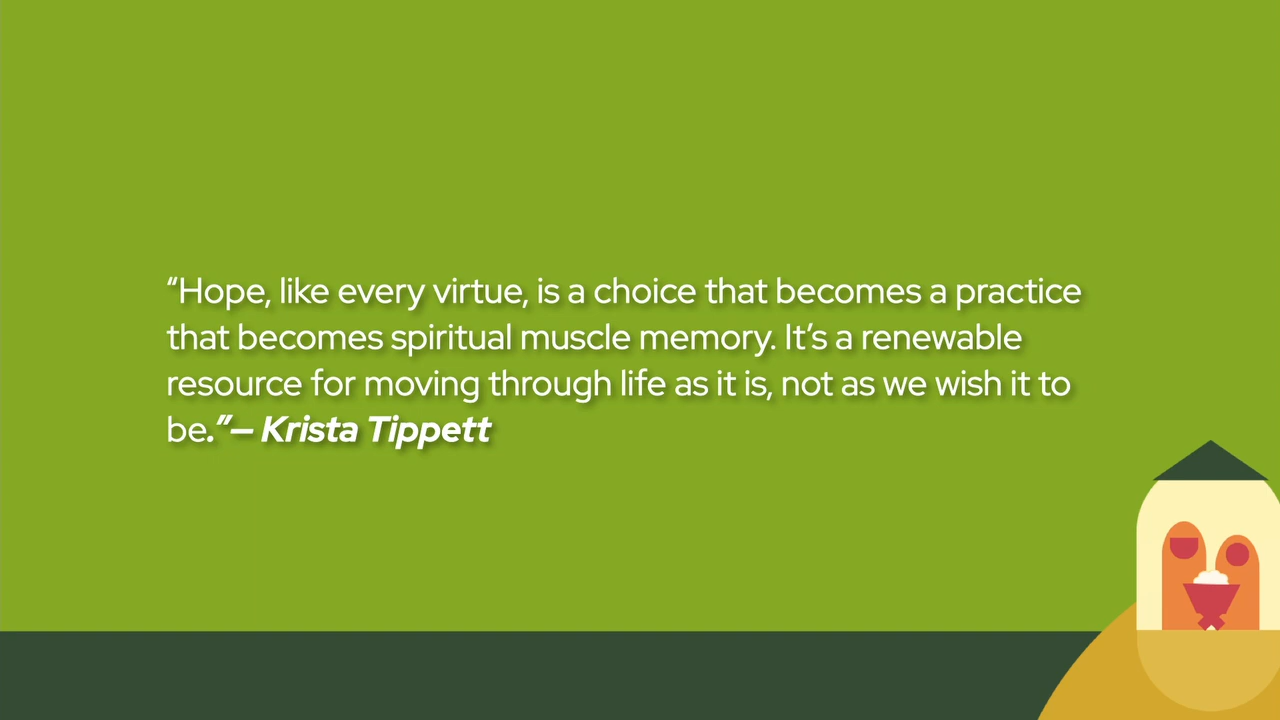 “Hope, like every virtue, is a choice that becomes a practice
that becomes spiritual muscle memory. It’s a renewable
resource for moving through life as it is, not as we wish it to
be.”— Krista Tippett